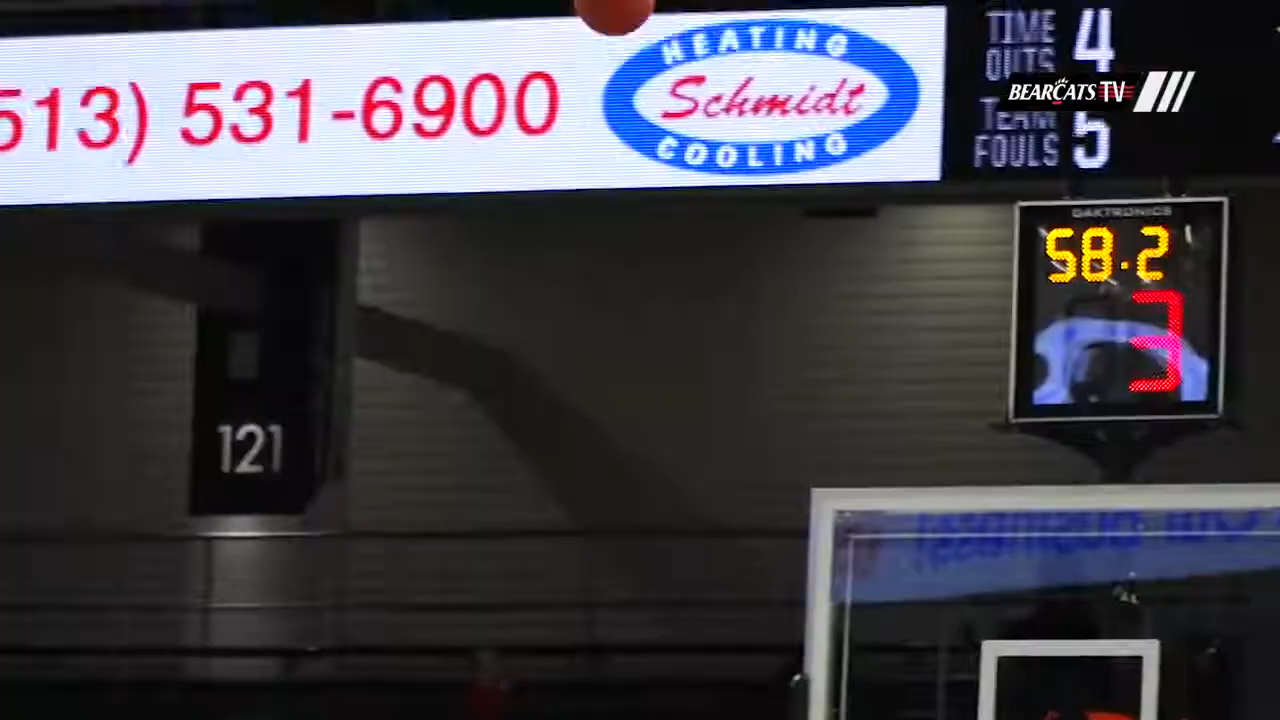 513) 531-6900
HEATING
Schmidt
COOLING
TIME
OUTS 4
BEARCATS TV
TEAM
FOULS 5
DAKTRONICS
58.2
3
121